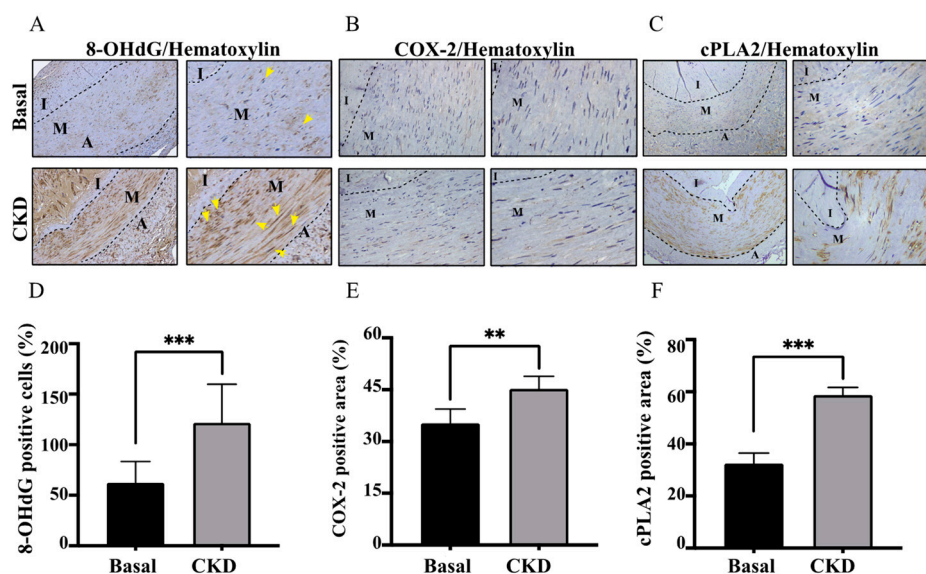 A
B
C
8-OHdG/Hematoxylin
COX-2/Hematoxylin
cPLA2/Hematoxylin
Basal
I
M
A
M
I
M
I
M
I
M
A
I
M
CKD
I
M
A
I
M
A
I
M
I
M
I
M
A
I
M
D
E
F
8-OHdG positive cells (%)
200
150
100
50
0
***
Basal CKD
COX-2 positive area (%)
60
45
30
15
0
**
Basal CKD
cPLA2 positive area (%)
80
60
40
20
0
***
Basal CKD